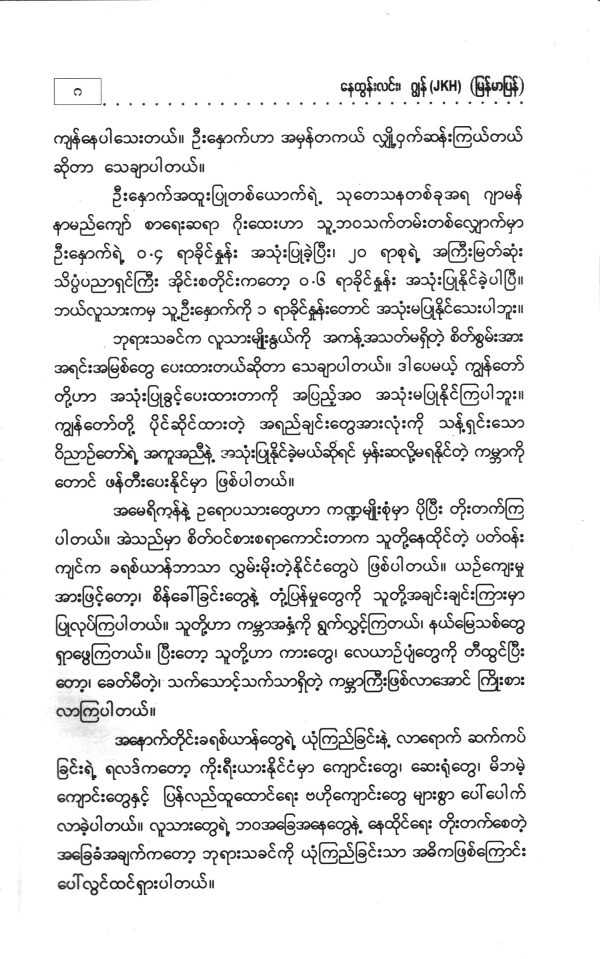 ၈
နေထွန်းလင်း၊ ဂျွန် (JKH) (မြန်မာပြန်)
ကျန်နေပါသေးတယ်။ ဦးနှောက်ဟာ အမှန်တကယ် လျှို့ဝှက်ဆန်းကြယ်တယ်
ဆိုတာ သေချာပါတယ်။
ဦးနှောက်အထူးပြုတစ်ယောက်ရဲ့ သုတေသနတစ်ခုအရ ဂျာမန်
နာမည်ကျော် စာရေးဆရာ ဂိုးထေးဟာ သူ့ဘဝသက်တမ်းတစ်လျှောက်မှာ
ဦးနှောက်ရဲ့ ၀.၄ ရာခိုင်နှုန်း အသုံးပြုခဲ့ပြီး၊ ၂၀ ရာစုရဲ့ အကြီးမြတ်ဆုံး
သိပ္ပံပညာရှင်ကြီး အိုင်းစတိုင်းကတော့ ၀.၆ ရာခိုင်နှုန်း အသုံးပြုနိုင်ခဲ့ပါပြီ။
ဘယ်လူသားကမှ သူ့ဦးနှောက်ကို ၁ ရာခိုင်နှုန်းတောင် အသုံးမပြုနိုင်သေးပါဘူး။
ဘုရားသခင်က လူသားမျိုးနွယ်ကို အကန့်အသတ်မရှိတဲ့ စိတ်စွမ်းအား
အရင်းအမြစ်တွေ ပေးထားတယ်ဆိုတာ သေချာပါတယ်။ ဒါပေမယ့် ကျွန်တော်
တို့ဟာ အသုံးပြုခွင့်ပေးထားတာကို အပြည့်အဝ အသုံးမပြုနိုင်ကြပါဘူး။
ကျွန်တော်တို့ ပိုင်ဆိုင်ထားတဲ့ အရည်ချင်းတွေအားလုံးကို သန့်ရှင်းသော
ဝိညာဉ်တော်ရဲ့ အကူအညီနဲ့ အသုံးပြုနိုင်ခဲ့မယ်ဆိုရင် မှန်းဆလို့မရနိုင်တဲ့ ကမ္ဘာကို
တောင် ဖန်တီးပေးနိုင်မှာ ဖြစ်ပါတယ်။
အမေရိကန်နဲ့ ဥရောပသားတွေဟာ ကဏ္ဍမျိုးစုံမှာ ပိုပြီး တိုးတက်ကြ
ပါတယ်။ အဲသည်မှာ စိတ်ဝင်စားစရာကောင်းတာက သူတို့နေထိုင်တဲ့ ပတ်ဝန်း
ကျင်က ခရစ်ယာန်ဘာသာ လွှမ်းမိုးတဲ့နိုင်ငံတွေပဲ ဖြစ်ပါတယ်။ ယဉ်ကျေးမှု
အားဖြင့်တော့၊ စိန်ခေါ်ခြင်းတွေနဲ့ တုံ့ပြန်မှုတွေကို သူတို့အချင်းချင်းကြားမှာ
ပြုလုပ်ကြပါတယ်။ သူတို့ဟာ ကမ္ဘာအနှံ့ကို ရွက်လွှင့်ကြတယ်၊ နယ်မြေသစ်တွေ
ရှာဖွေကြတယ်။ ပြီးတော့ သူတို့ဟာ ကားတွေ၊ လေယာဉ်ပျံတွေကို တီထွင်ပြီး
တော့၊ ခေတ်မီတဲ့၊ သက်သောင့်သက်သာရှိတဲ့ ကမ္ဘာကြီးဖြစ်လာအောင် ကြိုးစား
လာကြပါတယ်။
အနောက်တိုင်းခရစ်ယာန်တွေရဲ့ ယုံကြည်ခြင်းနဲ့ လာရောက် ဆက်ကပ်
ခြင်းရဲ့ ရလဒ်ကတော့ ကိုးရီးယားနိုင်ငံမှာ ကျောင်းတွေ၊ ဆေးရုံတွေ၊ မိဘမဲ့
ကျောင်းတွေနှင့် ပြန်လည်ထူထောင်ရေး ဗဟိုကျောင်းတွေ များစွာ ပေါ်ပေါက်
လာခဲ့ပါတယ်။ လူသားတွေရဲ့ ဘဝအခြေအနေတွေနဲ့ နေထိုင်ရေး တိုးတက်စေတဲ့
အခြေခံအချက်ကတော့ ဘုရားသခင်ကို ယုံကြည်ခြင်းသာ အဓိကဖြစ်ကြောင်း
ပေါ်လွင်ထင်ရှားပါတယ်။